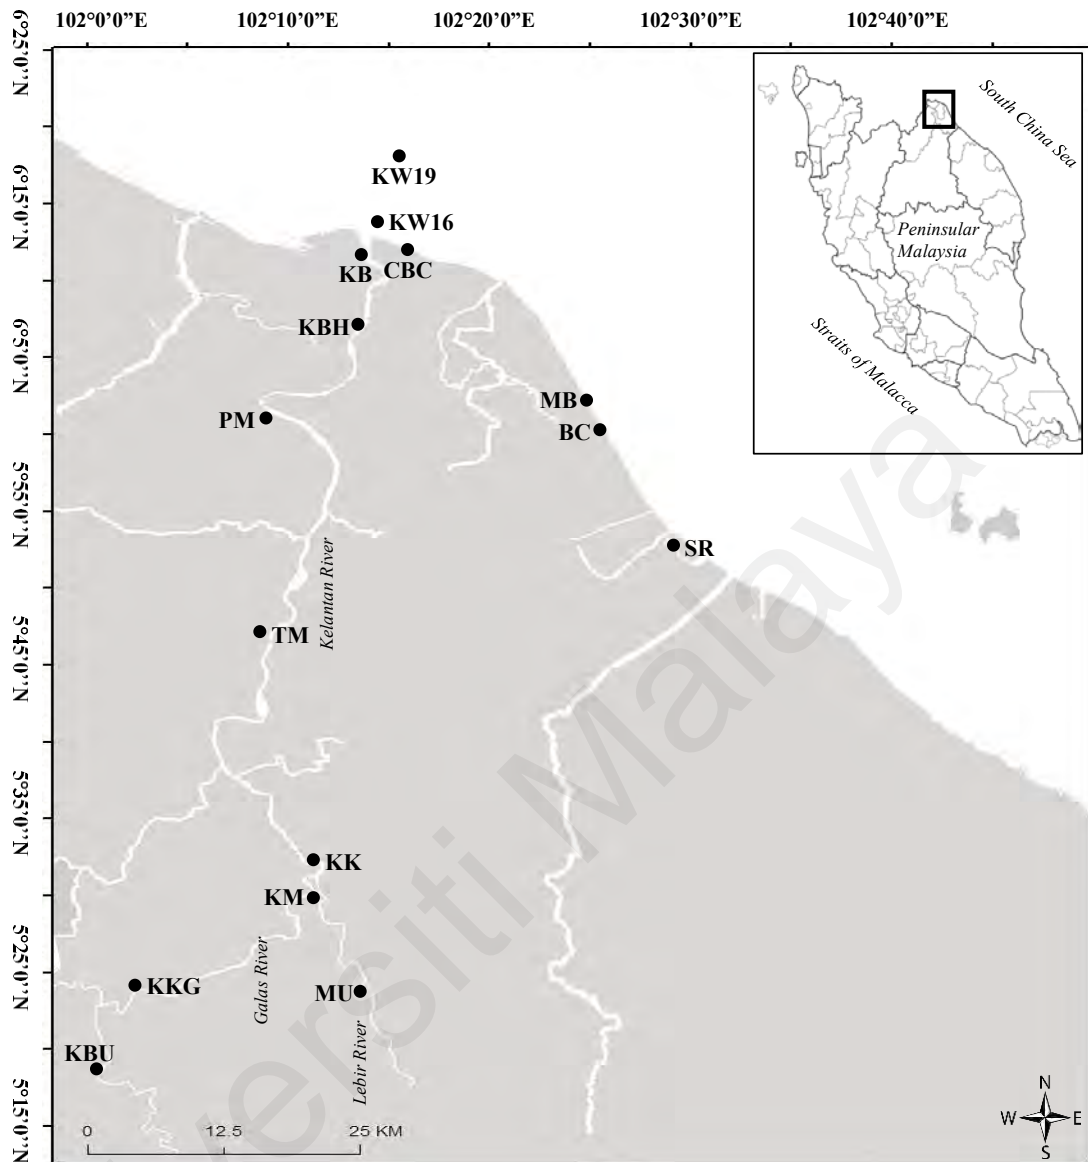 102°0'0"E 102°10'0"E 102°20'0"E 102°30'0"E 102°40'0"E
6°25'0"N
6°15'0"N
6°5'0"N
5°55'0"N
5°45'0"N
5°35'0"N
5°25'0"N
5°15'0"N
South China Sea
Peninsular
Malaysia
Straits of Malacca
KW19
KW16
KB
CBC
KBH
PM
MB
BC
SR
Kelantan River
TM
KK
KM
Galas River
KKG
MU
Lebir River
KBU
0 12.5 25 KM
N
W E
S
versiti Malaya